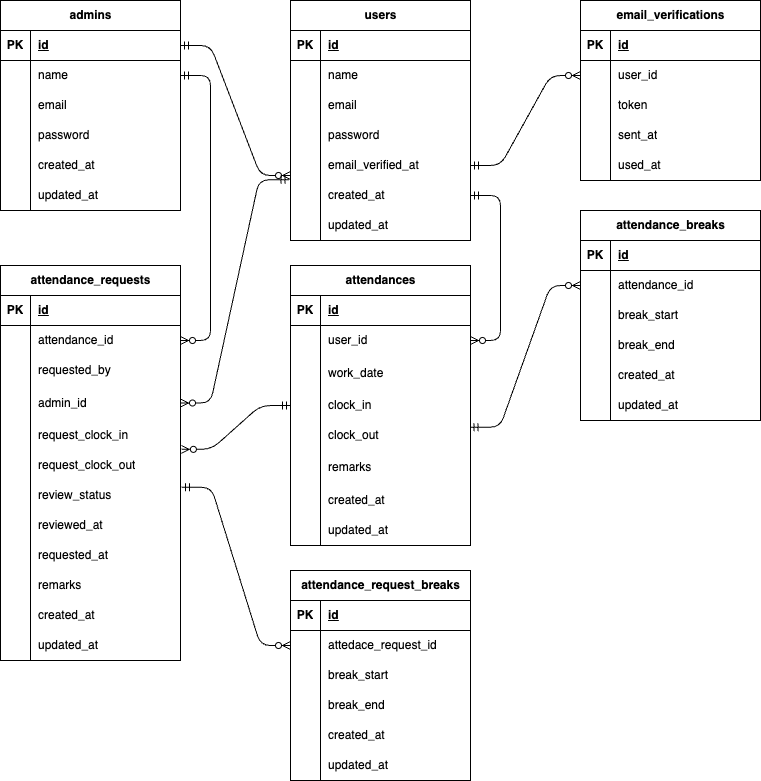 admins
PK id
name
email
password
created_at
updated_at
users
PK id
name
email
password
email_verified_at
created_at
updated_at
email_verifications
PK id
user_id
token
sent_at
used_at
attendance_breaks
PK id
attendance_id
break_start
break_end
created_at
updated_at
attendance_requests
PK id
attendance_id
requested_by
admin_id
request_clock_in
request_clock_out
review_status
reviewed_at
requested_at
remarks
created_at
updated_at
attendances
PK id
user_id
work_date
clock_in
clock_out
remarks
created_at
updated_at
attendance_request_breaks
PK id
attedace_request_id
break_start
break_end
created_at
updated_at